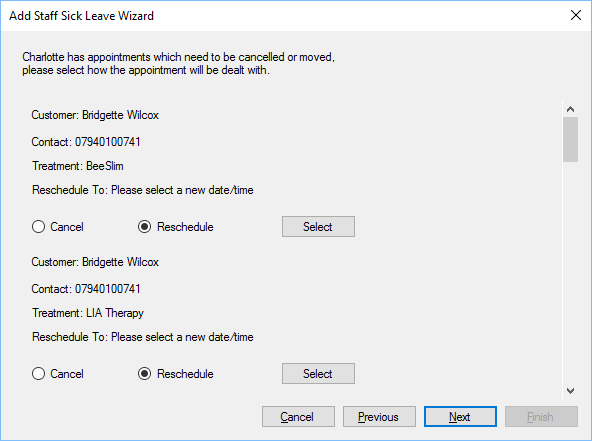 Add Staff Sick Leave Wizard
Charlotte has appointments which need to be cancelled or moved,
please select how the appointment will be dealt with.
Customer: Bridgette Wilcox
Contact: 07940100741
Treatment: BeeSlim
Reschedule To: Please select a new date/time
Cancel Reschedule Select
Customer: Bridgette Wilcox
Contact: 07940100741
Treatment: LIA Therapy
Reschedule To: Please select a new date/time
Cancel Reschedule Select
Cancel Previous Next Finish